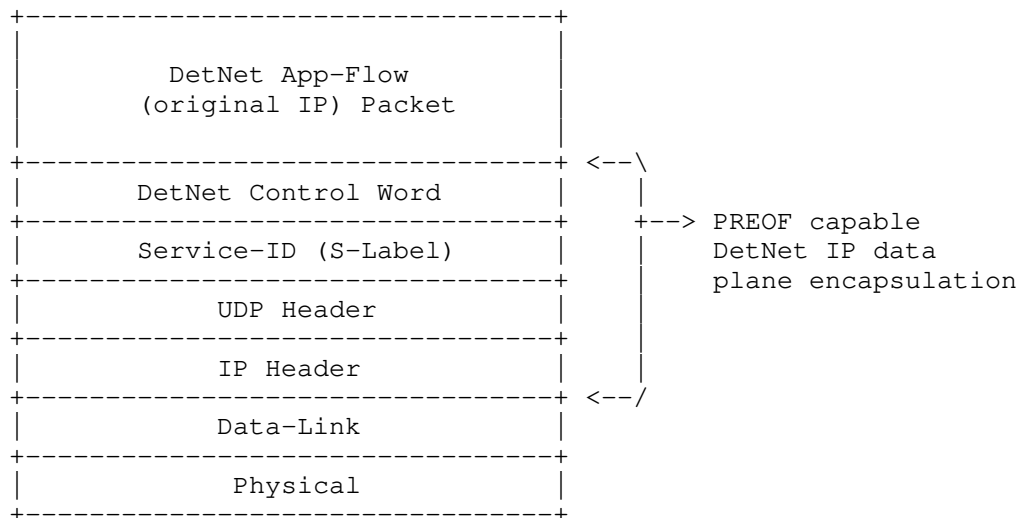 DetNet App-Flow
(original IP) Packet
<--\
DetNet Control Word
+--> PREOF capable
Service-ID (S-Label)
DetNet IP data
plane encapsulation
UDP Header
IP Header
<--/
Data-Link
Physical